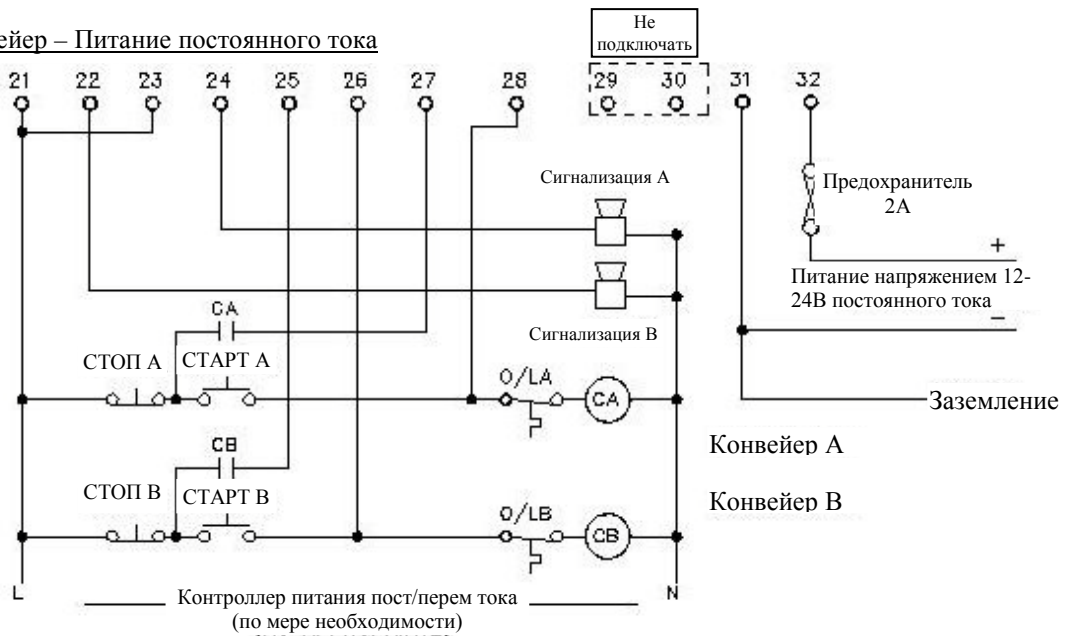 Не
подключать
ейер – Питание постоянного тока
21 22 23 24 25 26 27 28 29 30 31 32
Сигнализация А
Предохранитель
2А
+
Питание напряжением 12-
24В постоянного тока
–
Сигнализация В
CA
СТОП А СТАРТ А
O/LA
CA
Заземление
Конвейер А
CB
СТОП В СТАРТ В
O/LB
CB
Конвейер В
L
N
Контроллер питания пост/перем тока
(по мере необходимости)